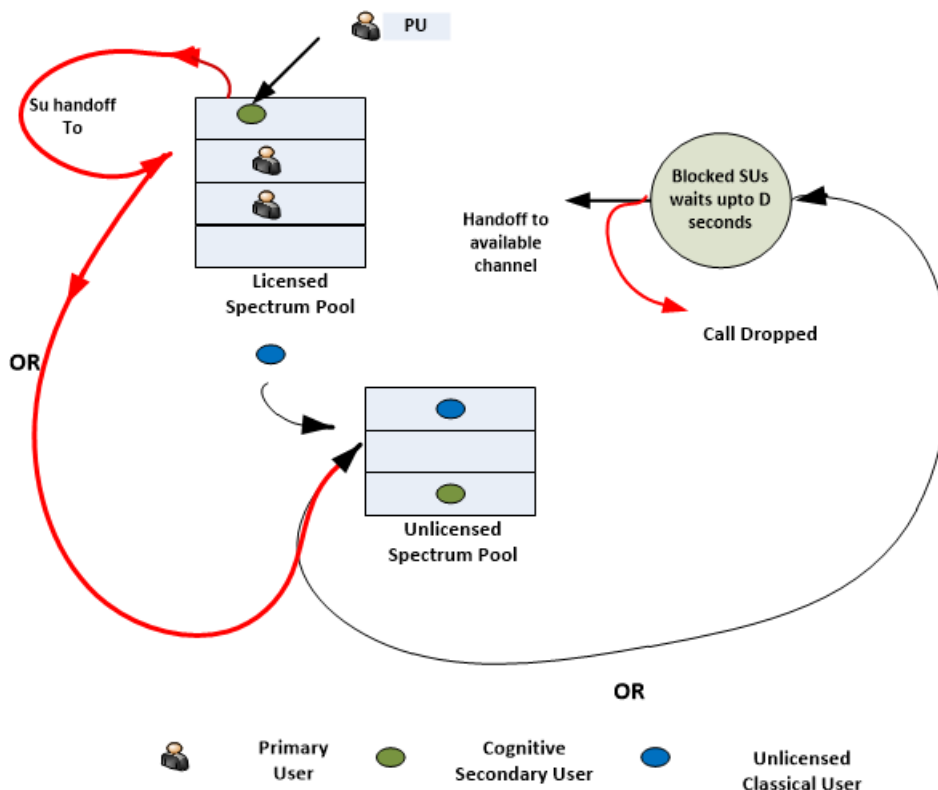 PU
Su handoff
To
Blocked SUs
waits upto D
seconds
Handoff to
available
channel
Licensed
Spectrum Pool
Call Dropped
OR
Unlicensed
Spectrum Pool
OR
Primary
User
Cognitive
Secondary User
Unlicensed
Classical User